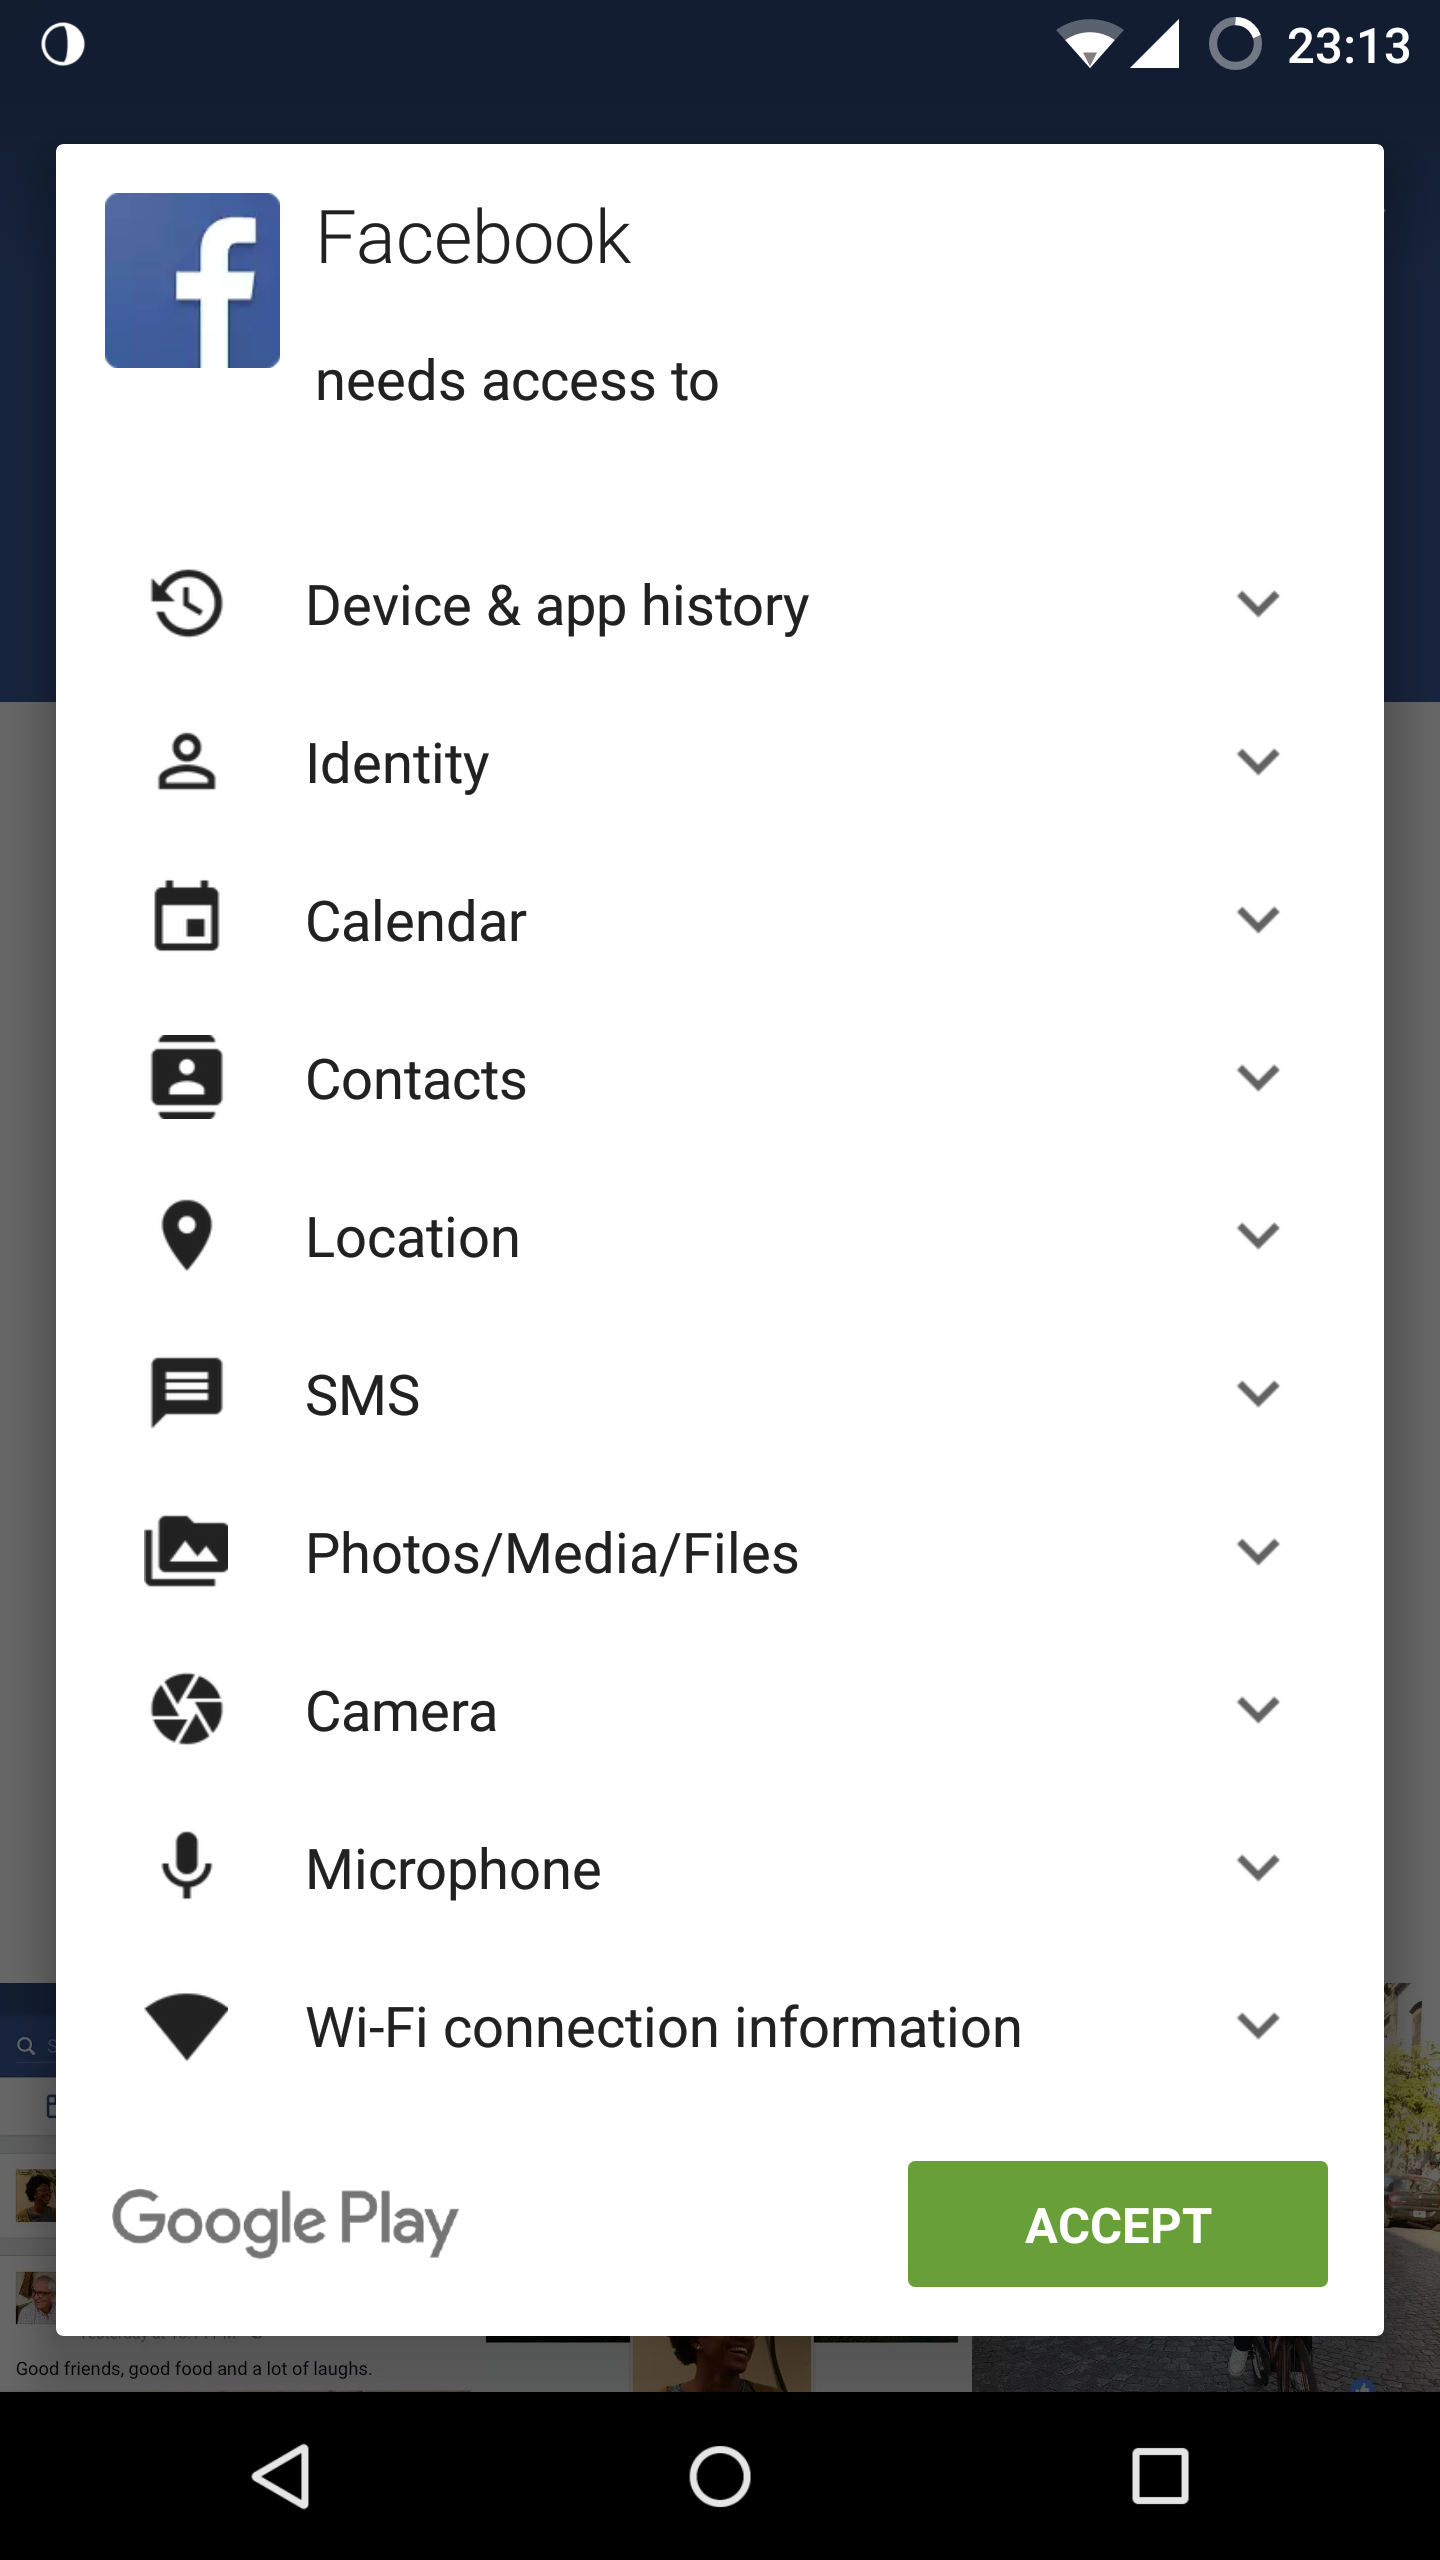 23:13
Facebook
needs access to
Device & app history
Identity
Calendar
Contacts
Location
SMS
Photos/Media/Files
Camera
Microphone
Wi-Fi connection information
Google Play
ACCEPT
Good friends, good food and a lot of laughs.